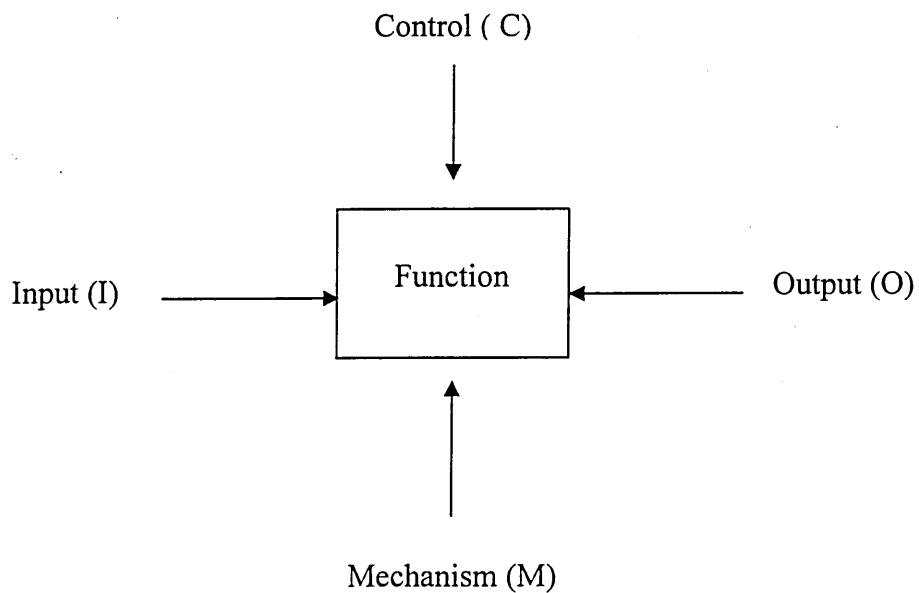 Control ( C)
Function
Input (I)
Output (O)
Mechanism (M)